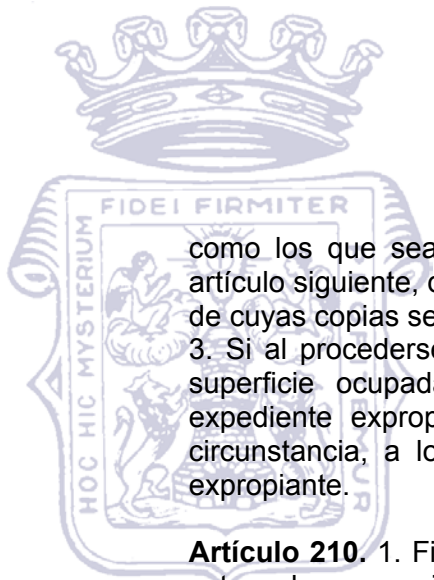 FIDEI FIRMITER
HOC HIC MYSTERIUM
como los que sea
artículo siguiente,
de cuyas copias se
3. Si al procederse
superficie ocupada
expediente exprop
circunstancia, a lo
expropiante.
Artículo 210. 1. Fi